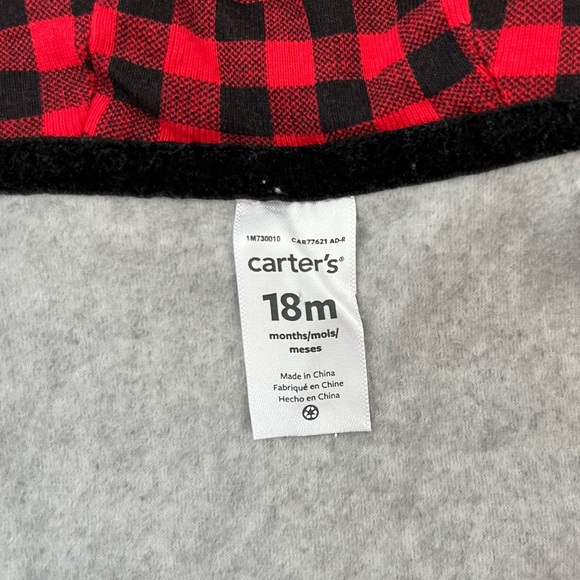 1M730010 CAR77621 AD-R
carter's®
18m
months/mois/
meses
Made in China
Fabriqué en Chine
Hecho en China